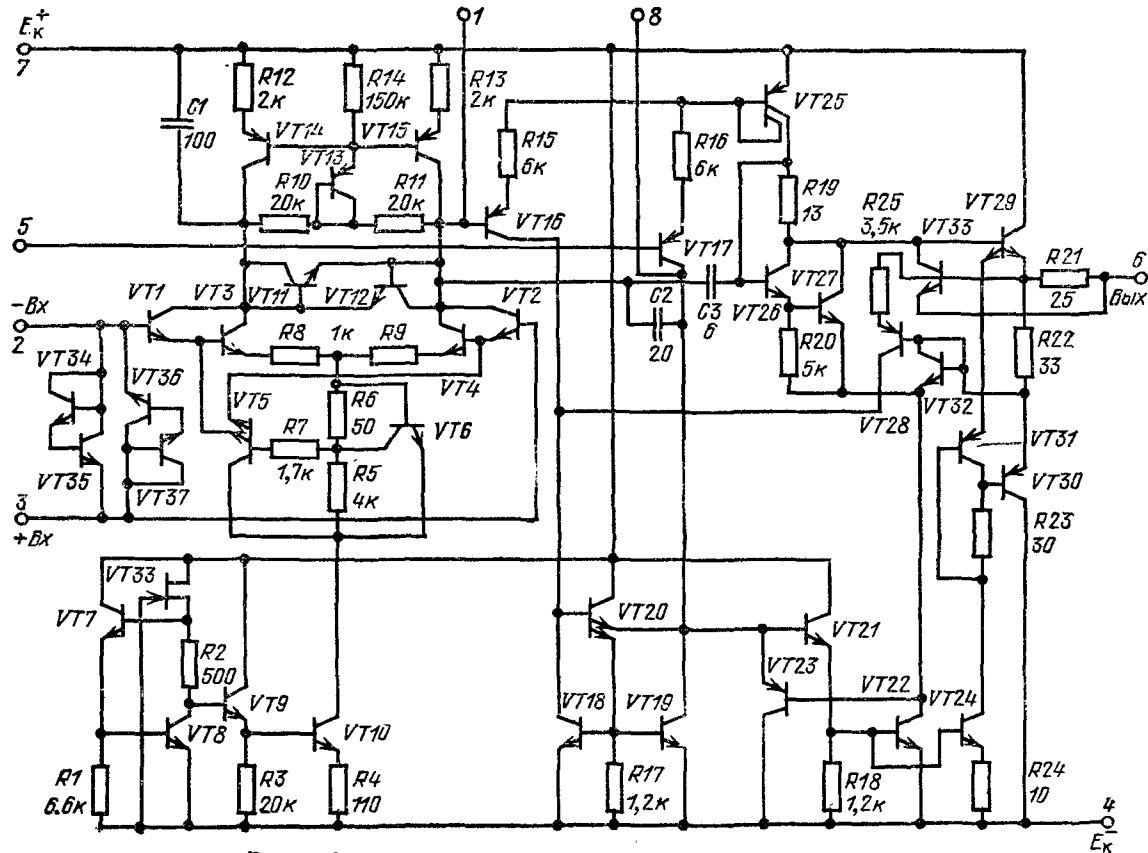 1
8
Eк+
7
R12
2к
R14
150к
R13
2к
C1
100
VT14
VT15
VT13
R10
20к
R11
20к
R15
6к
R16
6к
VT25
R19
13
R25
3,5к
VT33
VT29
R21
25
6
Вых
5
VT16
VT17
-Вх
2
VT1
VT3
VT11
VT12
VT2
C2
20
C3
6
VT27
VT26
R20
5к
R22
33
R8
1к
R9
VT4
VT34
VT36
VT5
R7
1,7к
R6
50
VT6
R5
4к
VT28
VT32
VT31
VT30
VT35
VT37
3
+Вх
R23
30
VT33
VT7
R2
500
VT9
VT8
VT10
VT20
VT21
VT23
VT22
VT24
VT18
VT19
R1
6.6к
R3
20к
R4
110
R17
1,2к
R18
1,2к
R24
10
4
Eк-